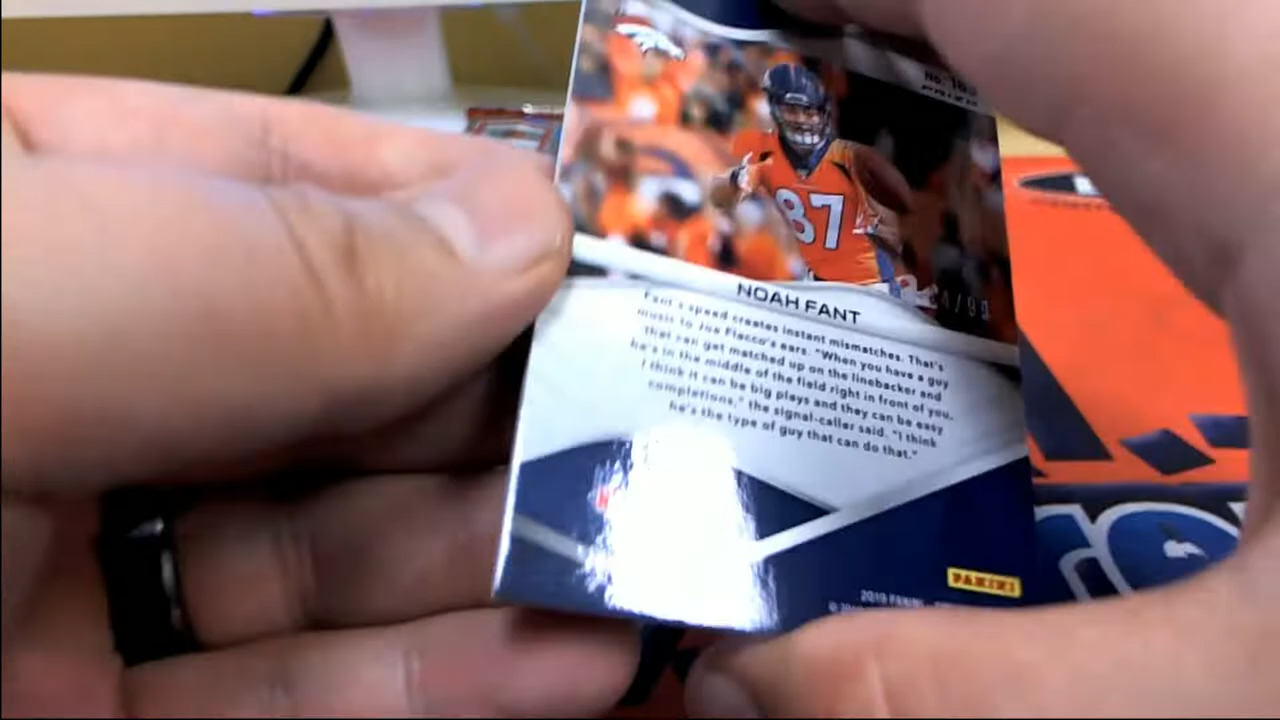 No.
PRIZM
87
NOAH FANT
Fant's speed creates instant mismatches. That's
music to Joe Flacco's ears. "When you have a guy
that can get matched up on the linebacker and
he's in the middle of the field right in front of you,
I think it can be big plays and they can be easy
completions," the signal-caller said. "I think
he's the type of guy that can do that."
PANINI
2019 PANINI